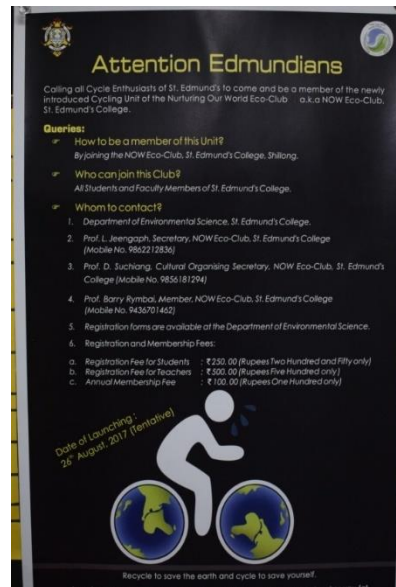 Attention Edmundians
Calling all Cycle Enthusiasts of St. Edmund's to come and be a member of the newly
introduced Cycling Unit of the Nurturing Our World Eco-Club a.k.a NOW Eco-Club,
St. Edmund's College.
Queries:
How to be a member of this Unit?
By joining the NOW Eco-Club, St. Edmund's College, Shillong.
Who can join this Club?
All Students and Faculty Members of St. Edmund's College.
Whom to contact?
1. Department of Environmental Science, St. Edmund's College.
2. Prof. L. Jeengaph, Secretary, NOW Eco-Club, St. Edmund's College
(Mobile No. 9862212836)
3. Prof. D. Suchiang, Cultural Organising Secretary, NOW Eco-Club, St. Edmund's
College (Mobile No. 9856181294)
4. Prof. Barry Rymbai, Member, NOW Eco-Club, St. Edmund's College
(Mobile No. 9436701462)
5. Registration forms are available at the Department of Environmental Science.
6. Registration and Membership Fees:
a. Registration Fee for Students : ₹250.00 (Rupees Two Hundred and Fifty only)
b. Registration Fee for Teachers : ₹500.00 (Rupees Five Hundred only)
c. Annual Membership Fee : ₹100.00 (Rupees One Hundred only)
Date of Launching :
26th August, 2017 (Tentative)
Recycle to save the earth and cycle to save yourself.